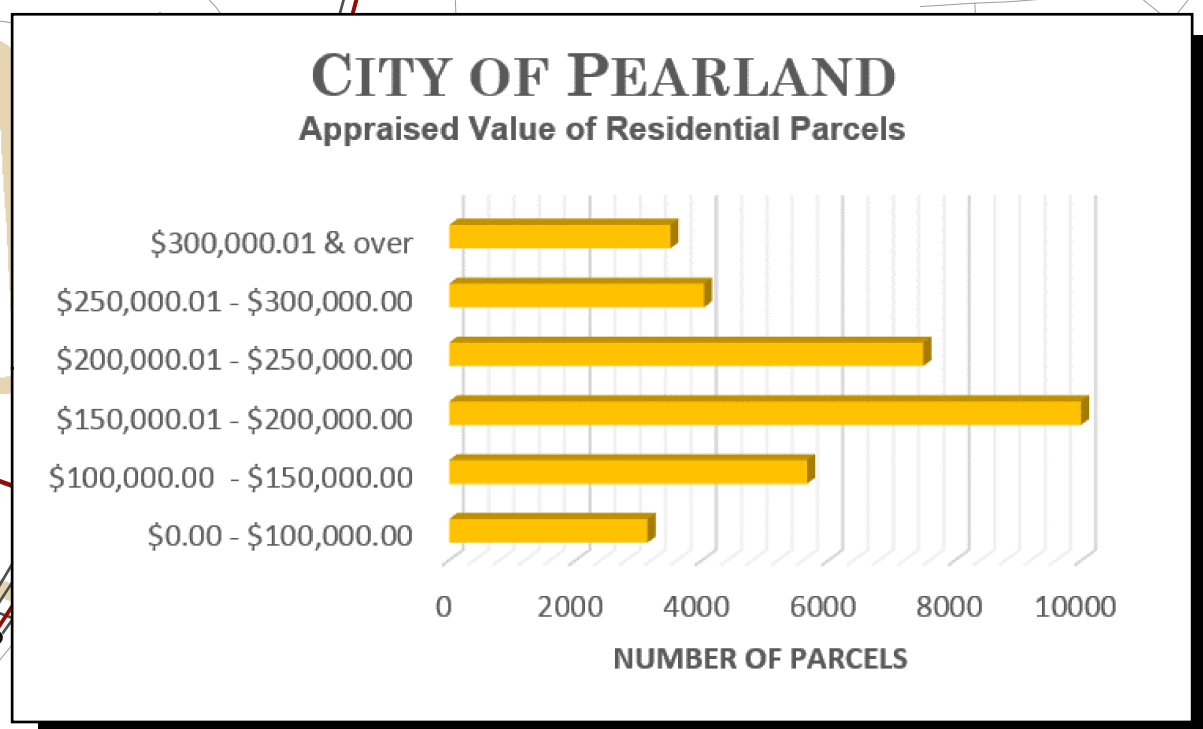 CITY OF PEARLAND
Appraised Value of Residential Parcels
$300,000.01 & over
$250,000.01 - $300,000.00
$200,000.01 - $250,000.00
$150,000.01 - $200,000.00
$100,000.00  - $150,000.00
$0.00 - $100,000.00
0 2000 4000 6000 8000 10000
NUMBER OF PARCELS